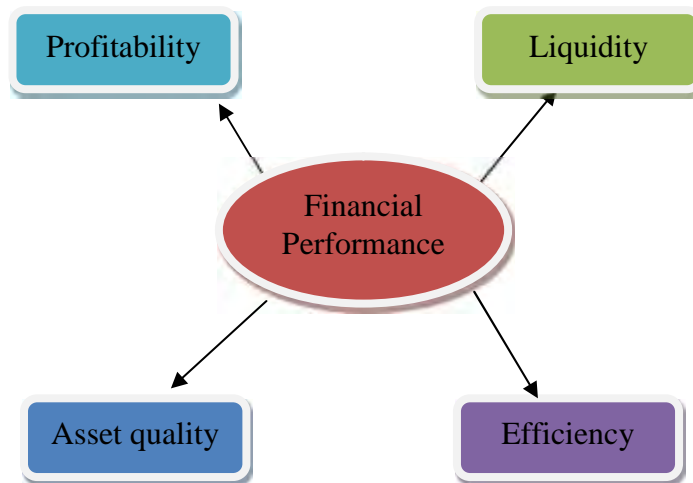 Profitability
Liquidity
Financial
Performance
Asset quality
Efficiency